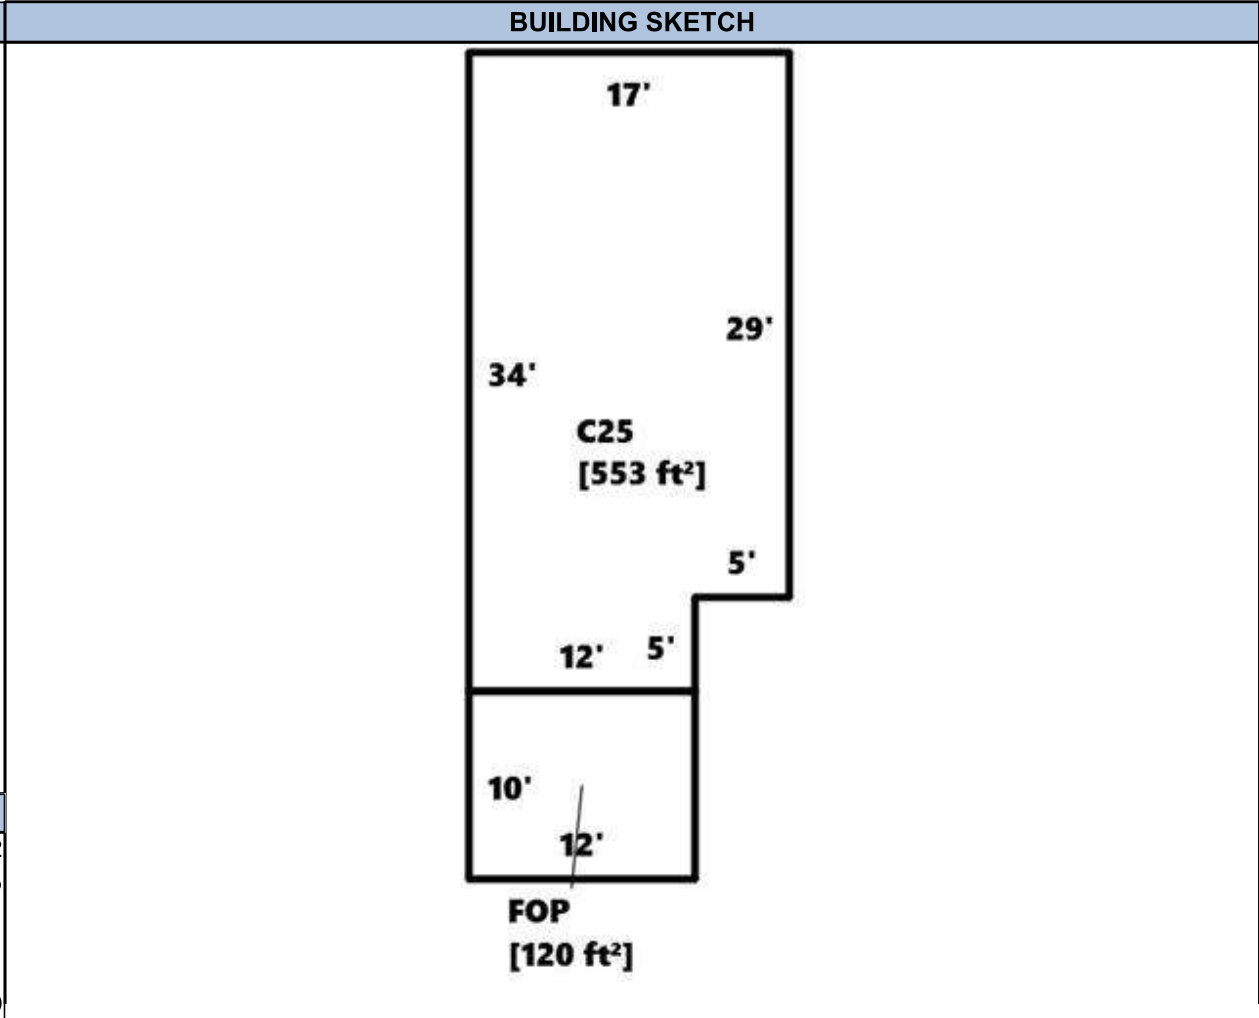 BUILDING SKETCH
17'
29'
34'
C25
[553 ft²]
5'
12' 5'
10'
12'
FOP
[120 ft²]